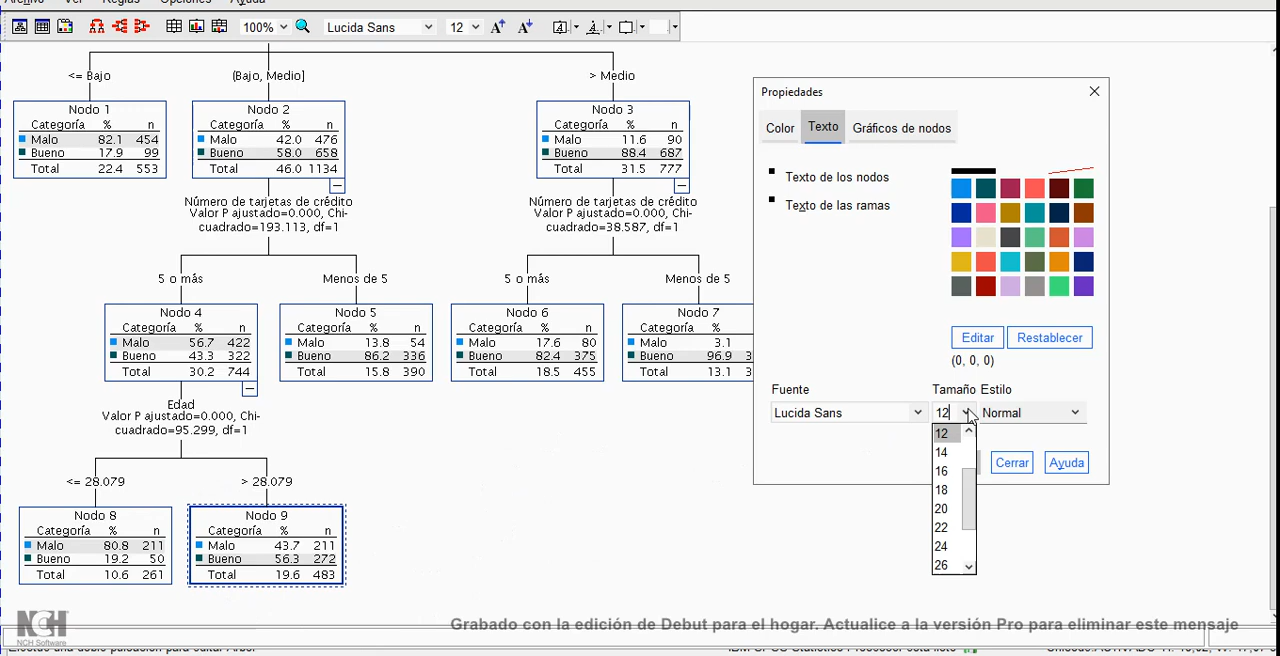 Archivo Ver Reglas Opciones Ayuda
100% Lucida Sans 12
<= Bajo (Bajo, Medio] > Medio
Nodo 1
Categoría % n
Malo 82.1 454
Bueno 17.9 99
Total 22.4 553
Nodo 2
Categoría % n
Malo 42.0 476
Bueno 58.0 658
Total 46.0 1134
Nodo 3
Categoría % n
Malo 11.6 90
Bueno 88.4 687
Total 31.5 777
Número de tarjetas de crédito
Valor P ajustado=0.000, Chi-
cuadrado=193.113, df=1
Número de tarjetas de crédito
Valor P ajustado=0.000, Chi-
cuadrado=38.587, df=1
5 o más Menos de 5 5 o más Menos de 5
Nodo 4
Categoría % n
Malo 56.7 422
Bueno 43.3 322
Total 30.2 744
Nodo 5
Categoría % n
Malo 13.8 54
Bueno 86.2 336
Total 15.8 390
Nodo 6
Categoría % n
Malo 17.6 80
Bueno 82.4 375
Total 18.5 455
Nodo 7
Categoría %
Malo 3.1
Bueno 96.9 3
Total 13.1 3
Edad
Valor P ajustado=0.000, Chi-
cuadrado=95.299, df=1
<= 28.079 > 28.079
Nodo 8
Categoría % n
Malo 80.8 211
Bueno 19.2 50
Total 10.6 261
Nodo 9
Categoría % n
Malo 43.7 211
Bueno 56.3 272
Total 19.6 483
Propiedades
Color Texto Gráficos de nodos
Texto de los nodos
Texto de las ramas
Editar Restablecer
(0, 0, 0)
Fuente Tamaño Estilo
Lucida Sans 12 Normal
12
14
16
18
20
22
24
26
Cerrar Ayuda
NCH
NCH Software
Grabado con la edición de Debut para el hogar. Actualice a la versión Pro para eliminar este mensaje